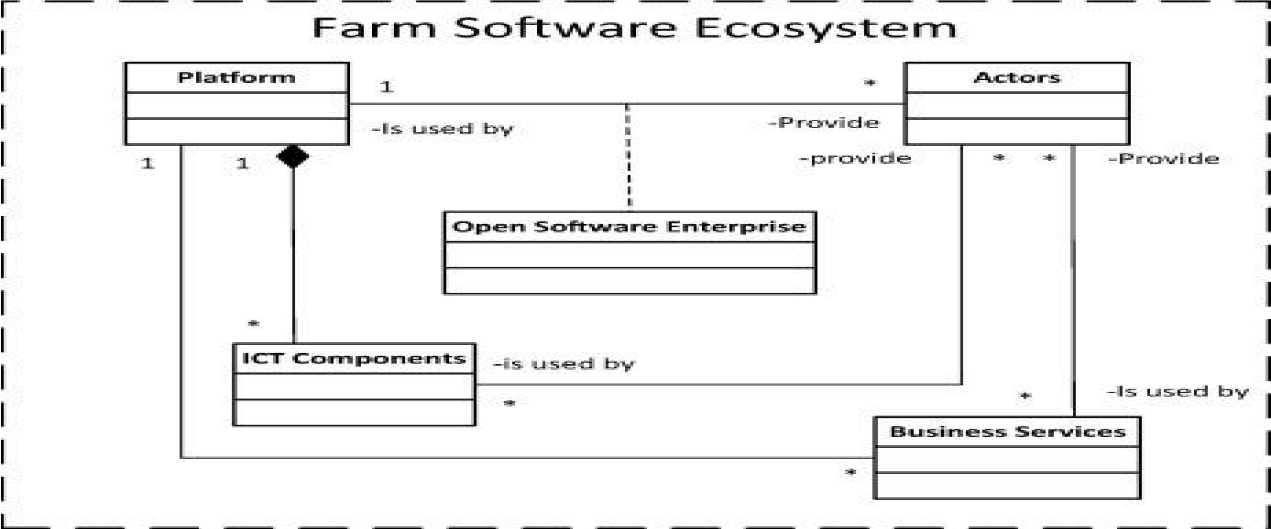 Farm Software Ecosystem
Platform
Actors
1
*
-Is used by
-Provide
1
1
-provide
*
*
-Provide
Open Software Enterprise
*
ICT Components
-is used by
*
*
-Is used by
Business Services
*